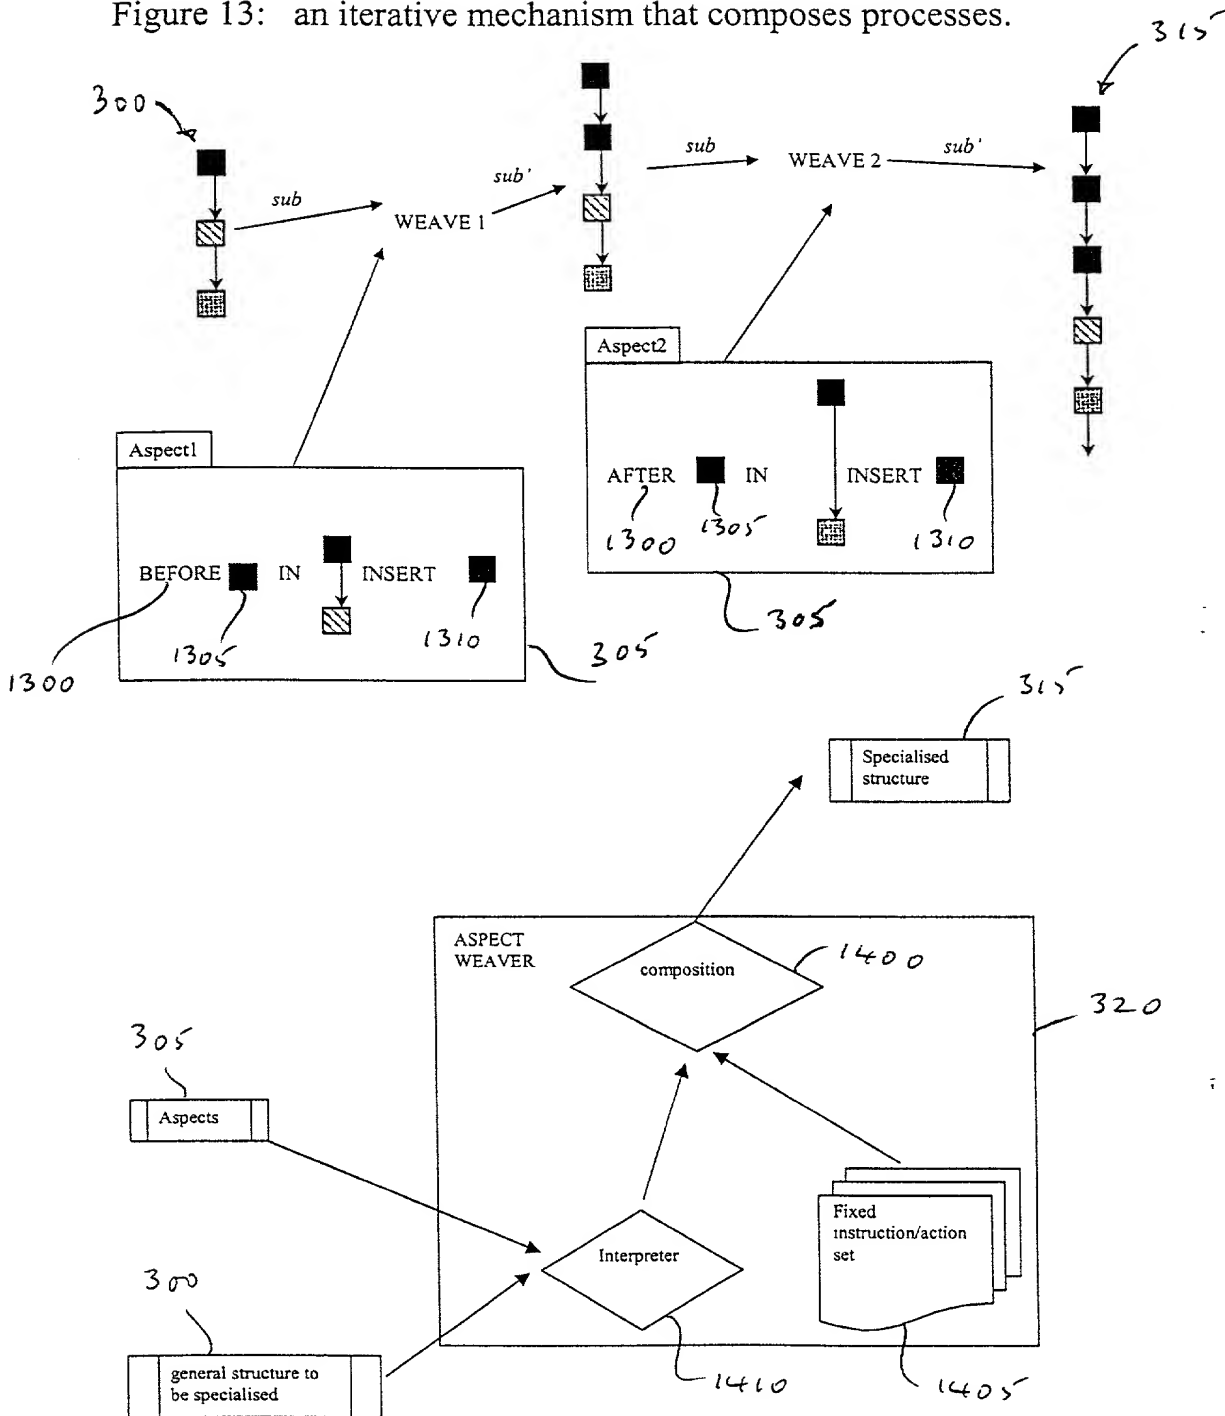 Figure 13: an iterative mechanism that composes processes.
315
300
sub
WEAVE 1
sub'
sub
WEAVE 2
sub'
Aspect2
AFTER
IN
INSERT
1300
1305
1310
305
Aspect1
BEFORE
IN
INSERT
1300
1305
1310
305
315
Specialised
structure
ASPECT
WEAVER
composition
1400
320
305
Aspects
Interpreter
Fixed
instruction/action
set
300
general structure to
be specialised
1410
1405